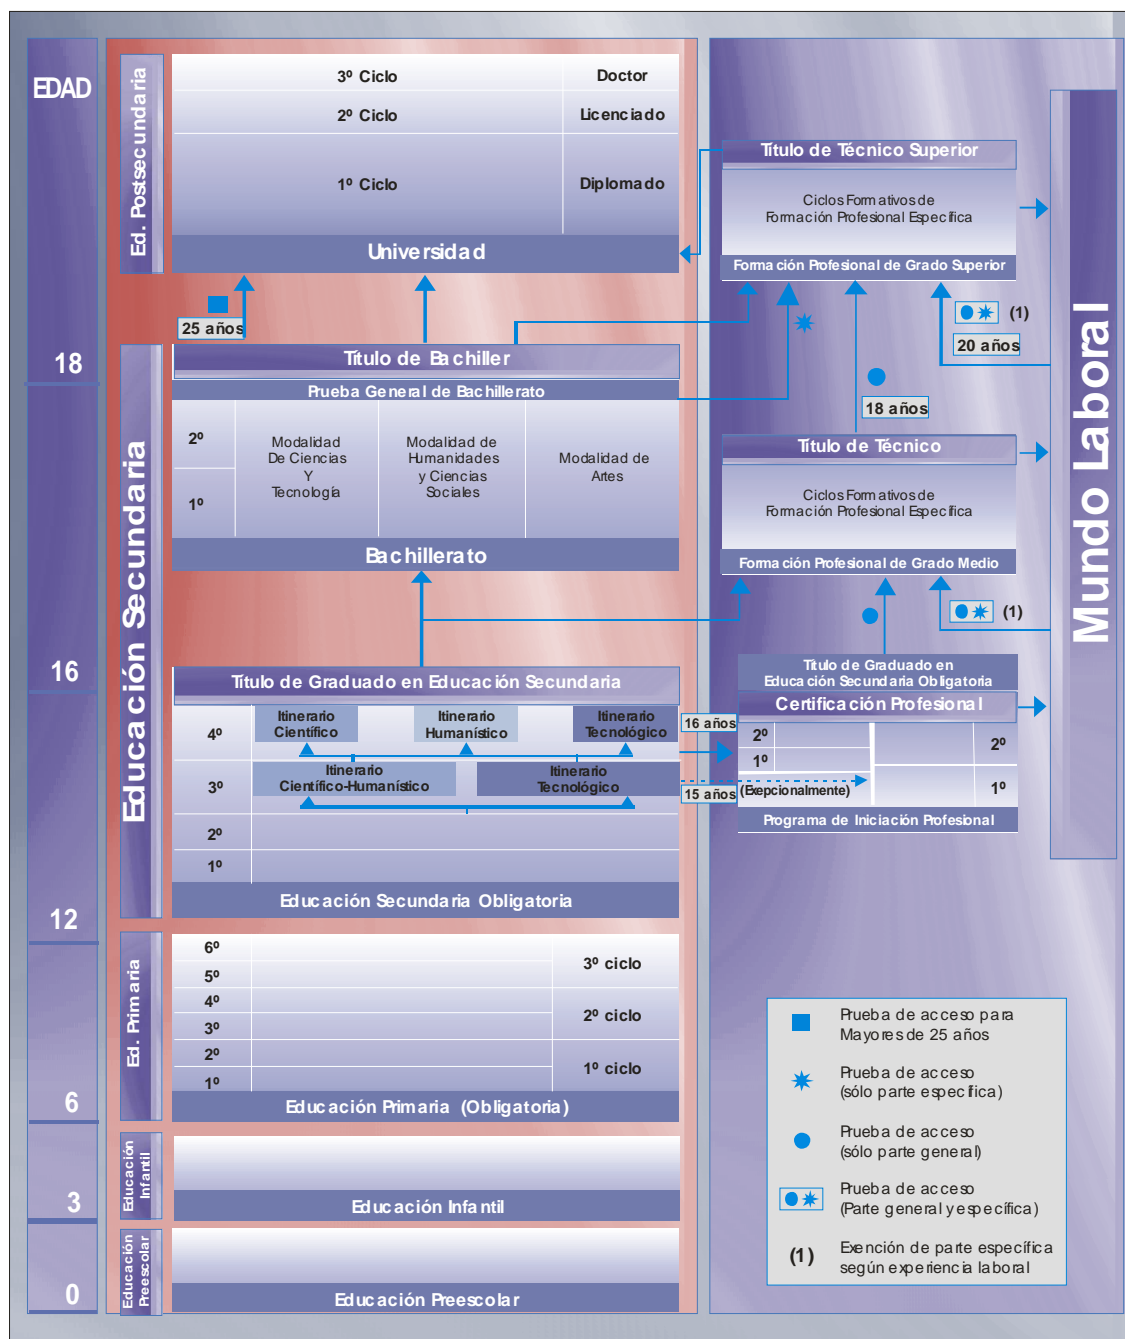 EDAD
18
16
12
6
3
0
Ed. Postsecundaria
3º Ciclo
Doctor
2º Ciclo
Licenciado
1º Ciclo
Diplomado
Universidad
25 años
Educación Secundaria
Título de Bachiller
Prueba General de Bachillerato
2º
1º
Modalidad
De Ciencias
Y
Tecnología
Modalidad de
Humanidades
y Ciencias
Sociales
Modalidad de
Artes
Bachillerato
Título de Graduado en Educación Secundaria
4º
Itinerario
Científico
Itinerario
Humanístico
Itinerario
Tecnológico
3º
Itinerario
Científico-Humanístico
Itinerario
Tecnológico
2º
1º
Educación Secundaria Obligatoria
16 años
15 años
Ed. Primaria
6º
5º
4º
3º
2º
1º
3º ciclo
2º ciclo
1º ciclo
Educación Primaria (Obligatoria)
Educación
Infantil
Educación Infantil
Educación
Preescolar
Educación Preescolar
Título de Técnico Superior
Ciclos Formativos de
Formación Profesional Específica
Formación Profesional de Grado Superior
(1)
20 años
18 años
Título de Técnico
Ciclos Formativos de
Formación Profesional Específica
Formación Profesional de Grado Medio
(1)
Título de Graduado en
Educación Secundaria Obligatoria
Certificación Profesional
2º
1º
(Exepcionalmente)
2º
1º
Programa de Iniciación Profesional
Mundo Laboral
Prueba de acceso para
Mayores de 25 años
Prueba de acceso
(sólo parte específica)
Prueba de acceso
(sólo parte general)
Prueba de acceso
(Parte general y específica)
(1)
Exención de parte específica
según experiencia laboral